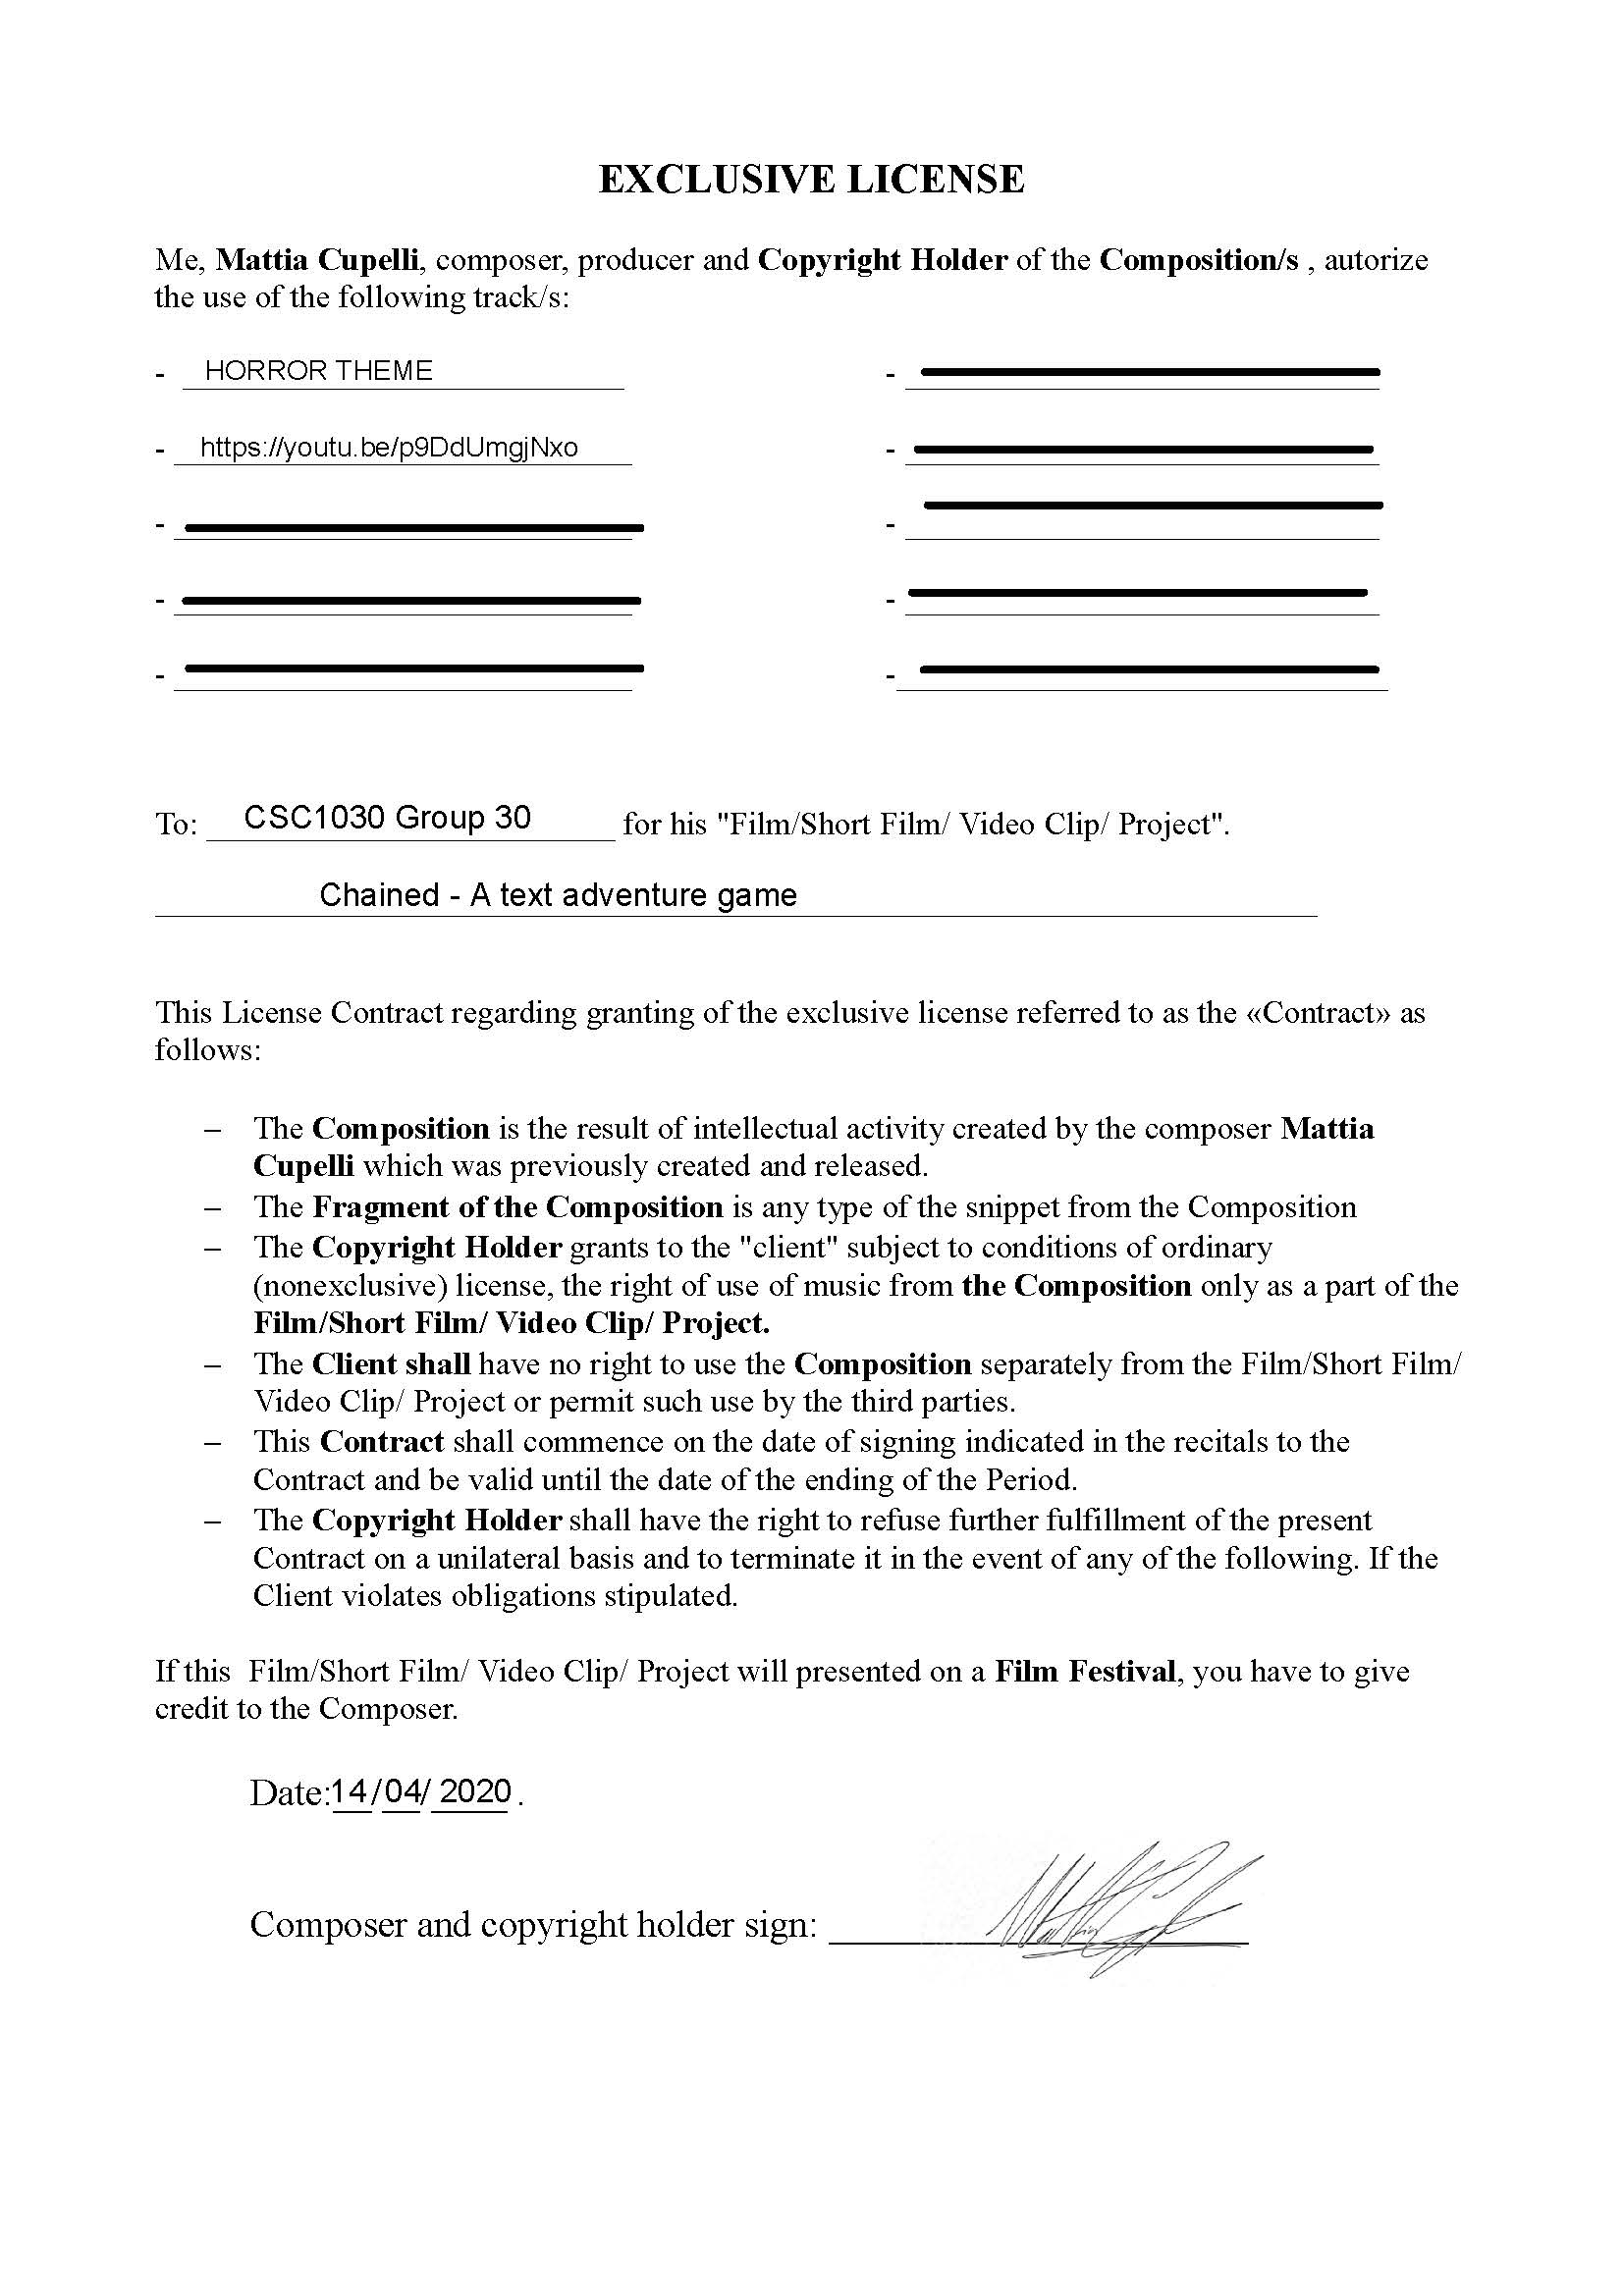 EXCLUSIVE LICENSE
Me, Mattia Cupelli, composer, producer and Copyright Holder of the Composition/s , autorize
the use of the following track/s:
- HORROR THEME -
- https://youtu.be/p9DdUmgjNxo -
- -
- -
- -
To: CSC1030 Group 30 for his "Film/Short Film/ Video Clip/ Project".
Chained - A text adventure game
This License Contract regarding granting of the exclusive license referred to as the «Contract» as
follows:
– The Composition is the result of intellectual activity created by the composer Mattia
Cupelli which was previously created and released.
– The Fragment of the Composition is any type of the snippet from the Composition
– The Copyright Holder grants to the "client" subject to conditions of ordinary
(nonexclusive) license, the right of use of music from the Composition only as a part of the
Film/Short Film/ Video Clip/ Project.
– The Client shall have no right to use the Composition separately from the Film/Short Film/
Video Clip/ Project or permit such use by the third parties.
– This Contract shall commence on the date of signing indicated in the recitals to the
Contract and be valid until the date of the ending of the Period.
– The Copyright Holder shall have the right to refuse further fulfillment of the present
Contract on a unilateral basis and to terminate it in the event of any of the following. If the
Client violates obligations stipulated.
If this Film/Short Film/ Video Clip/ Project will presented on a Film Festival, you have to give
credit to the Composer.
Date:14/04/ 2020 .
Composer and copyright holder sign: